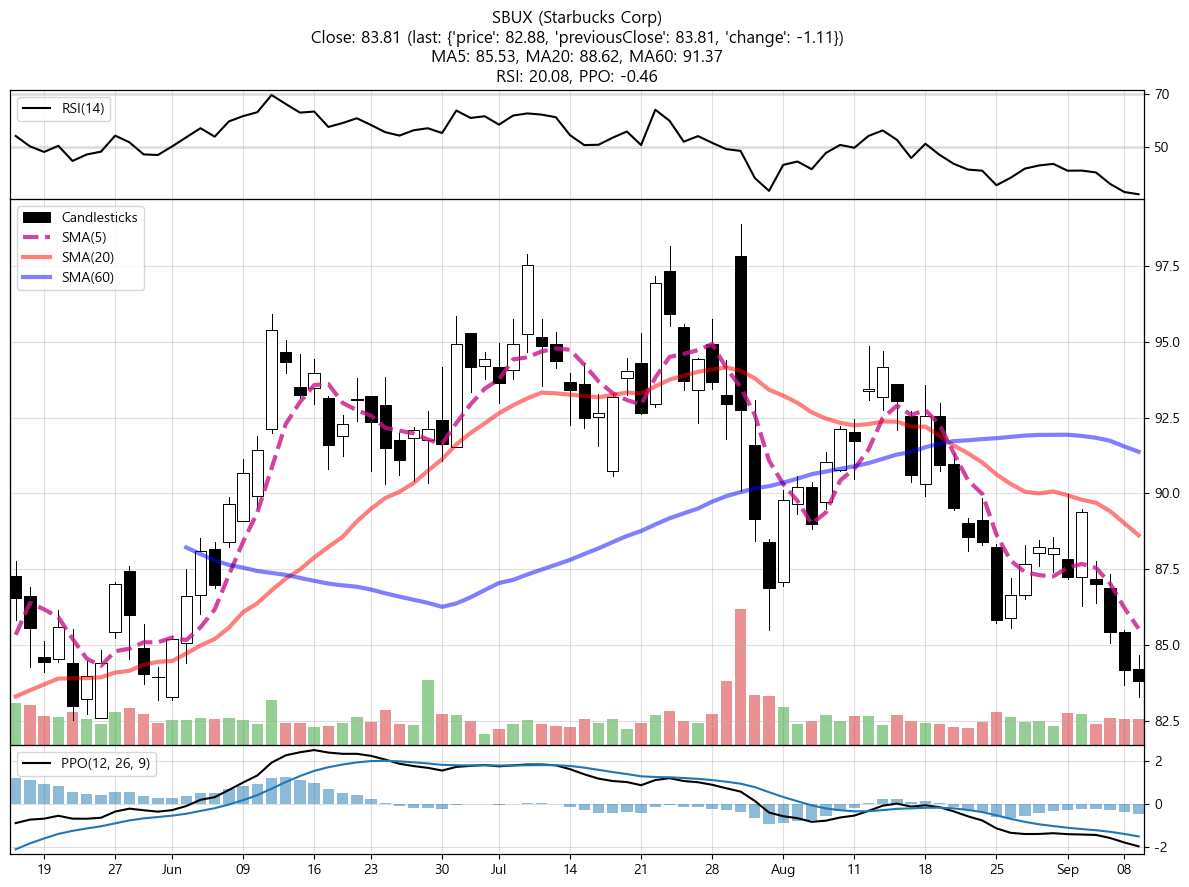 SBUX (Starbucks Corp)
Close: 83.81 (last: {'price': 82.88, 'previousClose': 83.81, 'change': -1.11})
MA5: 85.53, MA20: 88.62, MA60: 91.37
RSI: 20.08, PPO: -0.46
RSI(14)
70
50
Candlesticks
SMA(5)
SMA(20)
SMA(60)
97.5
95.0
92.5
90.0
87.5
85.0
82.5
PPO(12, 26, 9)
2
0
-2
19 27 Jun 09 16 23 30 Jul 14 21 28 Aug 11 18 25 Sep 08